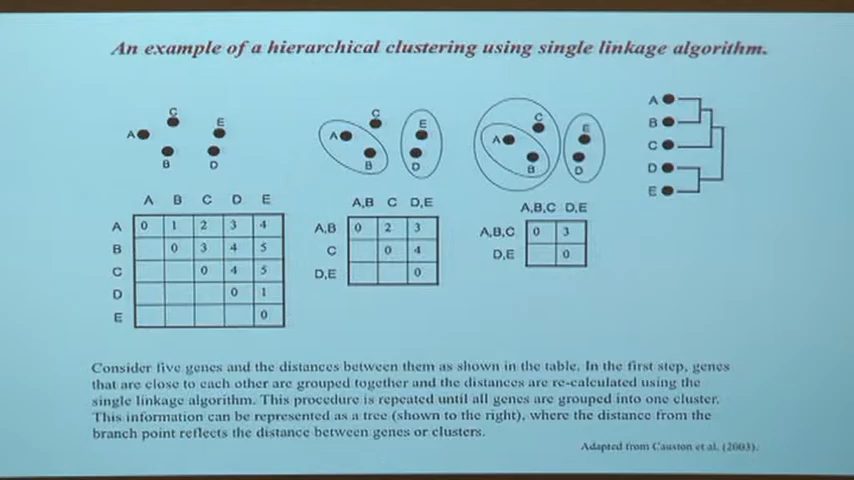 An example of a hierarchical clustering using single linkage algorithm.
C
A
E
B
D
C
A
E
B
D
C
A
E
B
D
A
B
C
D
E
A B C D E
A 0 1 2 3 4
B 0 3 4 5
C 0 4 5
D 0 1
E 0
A,B C D,E
A,B 0 2 3
C 0 4
D,E 0
A,B,C D,E
A,B,C 0 3
D,E 0
Consider five genes and the distances between them as shown in the table. In the first step, genes
that are close to each other are grouped together and the distances are re-calculated using the
single linkage algorithm. This procedure is repeated until all genes are grouped into one cluster.
This information can be represented as a tree (shown to the right), where the distance from the
branch point reflects the distance between genes or clusters.
Adapted from Causton et al. (2003).